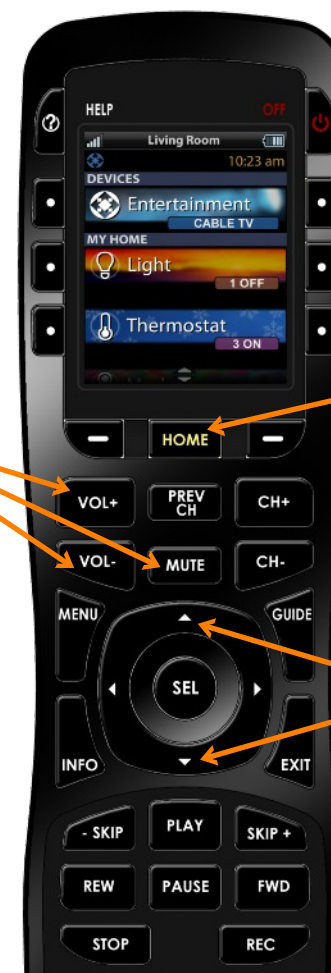 HELP OFF
?
Living Room
10:23 am
DEVICES
Entertainment
CABLE TV
MY HOME
Light
1 OFF
Thermostat
3 ON
HOME
VOL+ PREV CH CH+
VOL- MUTE CH-
MENU GUIDE
SEL
INFO EXIT
- SKIP PLAY SKIP +
REW PAUSE FWD
STOP REC